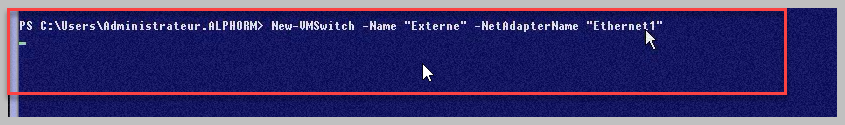 PS C:\Users\Administrateur.ALPHORM> New-VMSwitch -Name "Externe" -NetAdapterName "Ethernet1"